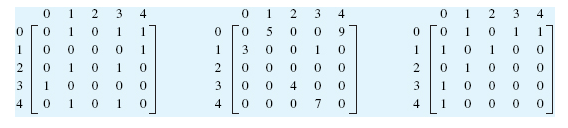 0 1 2 3 4 0 1 2 3 4 0 1 2 3 4
0 0 1 0 1 1 0 0 5 0 0 9 0 0 1 0 1 1
1 0 0 0 0 1 1 3 0 0 1 0 1 1 0 1 0 0
2 0 1 0 1 0 2 0 0 0 0 0 2 0 1 0 0 0
3 1 0 0 0 0 3 0 0 4 0 0 3 1 0 0 0 0
4 0 1 0 1 0 4 0 0 0 7 0 4 1 0 0 0 0